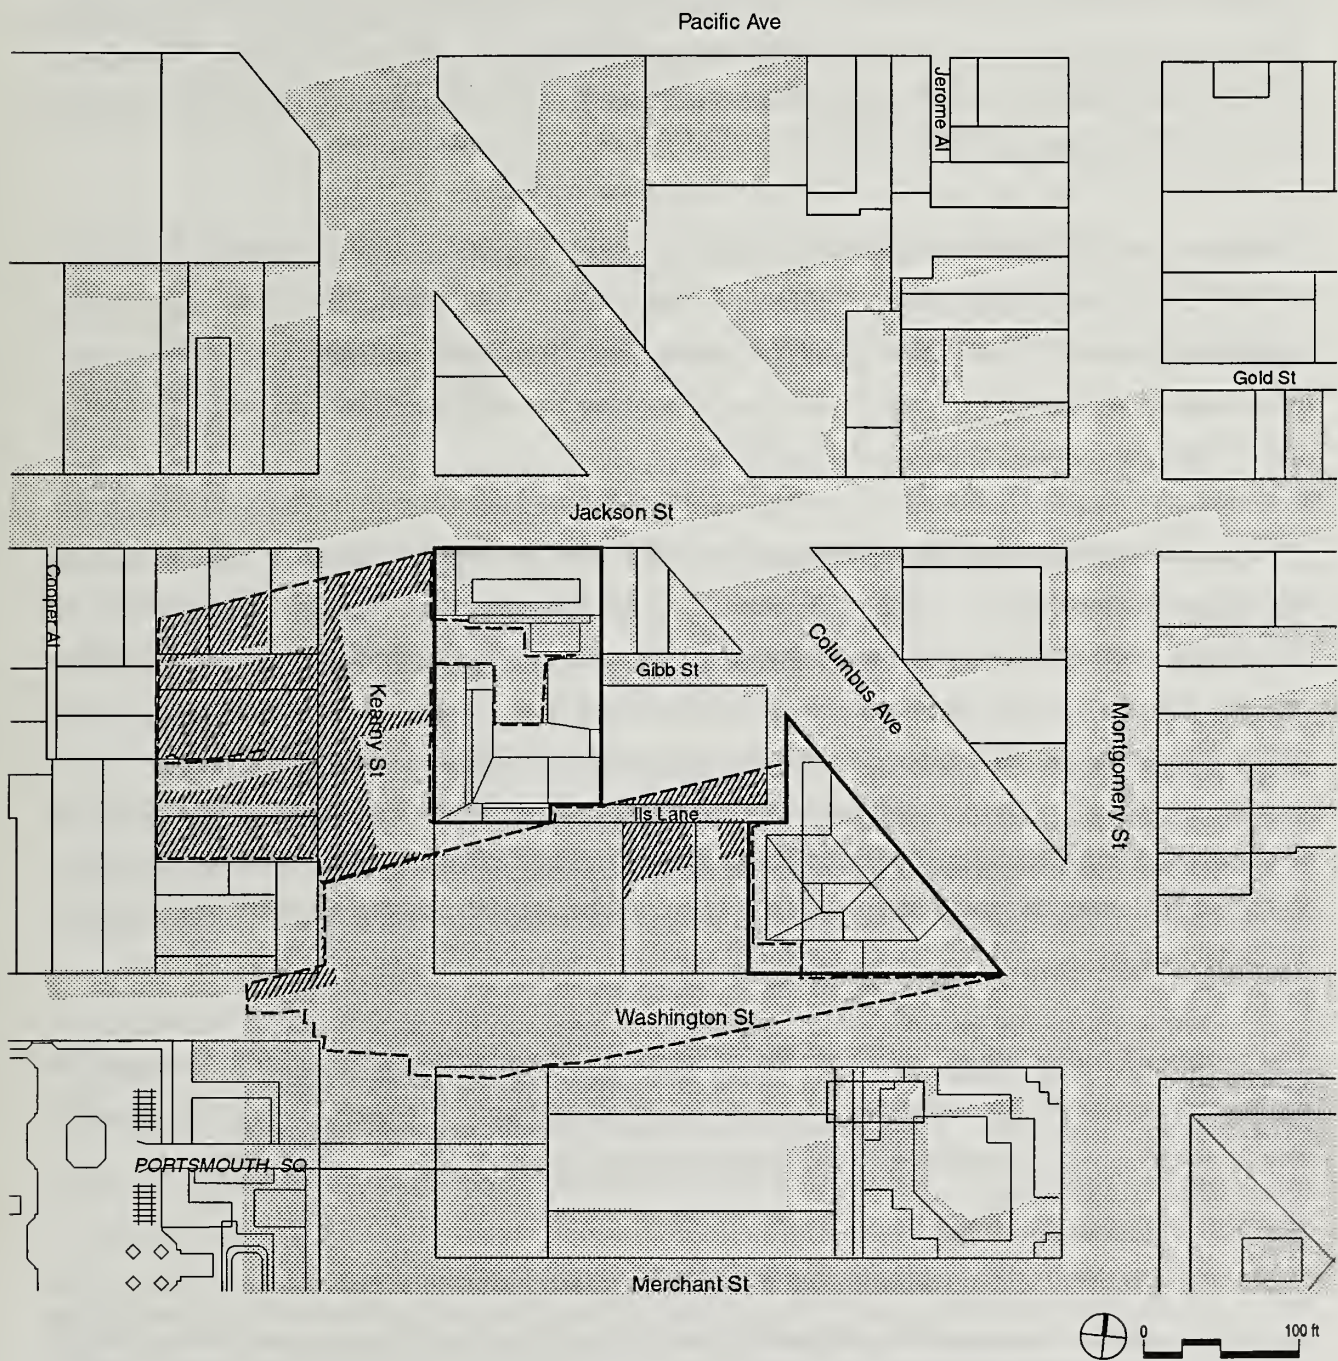 Pacific Ave
Jerome Al
Gold St
Jackson St
Cooper Al
Gibb St
Columbus Ave
Kearny St
Montgomery St
Ils Lane
Washington St
PORTSMOUTH SQ
Merchant St
0 100 ft